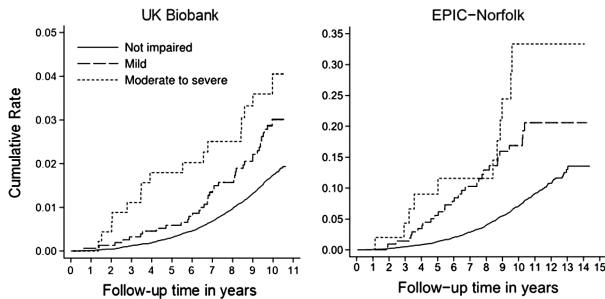 UK Biobank
EPIC−Norfolk
Cumulative Rate
0.05
0.04
0.03
0.02
0.01
0.00
Not impaired
Mild
Moderate to severe
0 1 2 3 4 5 6 7 8 9 10 11
Follow-up time in years
0.35
0.30
0.25
0.20
0.15
0.10
0.05
0.00
0 1 2 3 4 5 6 7 8 9 10 11 12 13 14 15
Follow−up time in years